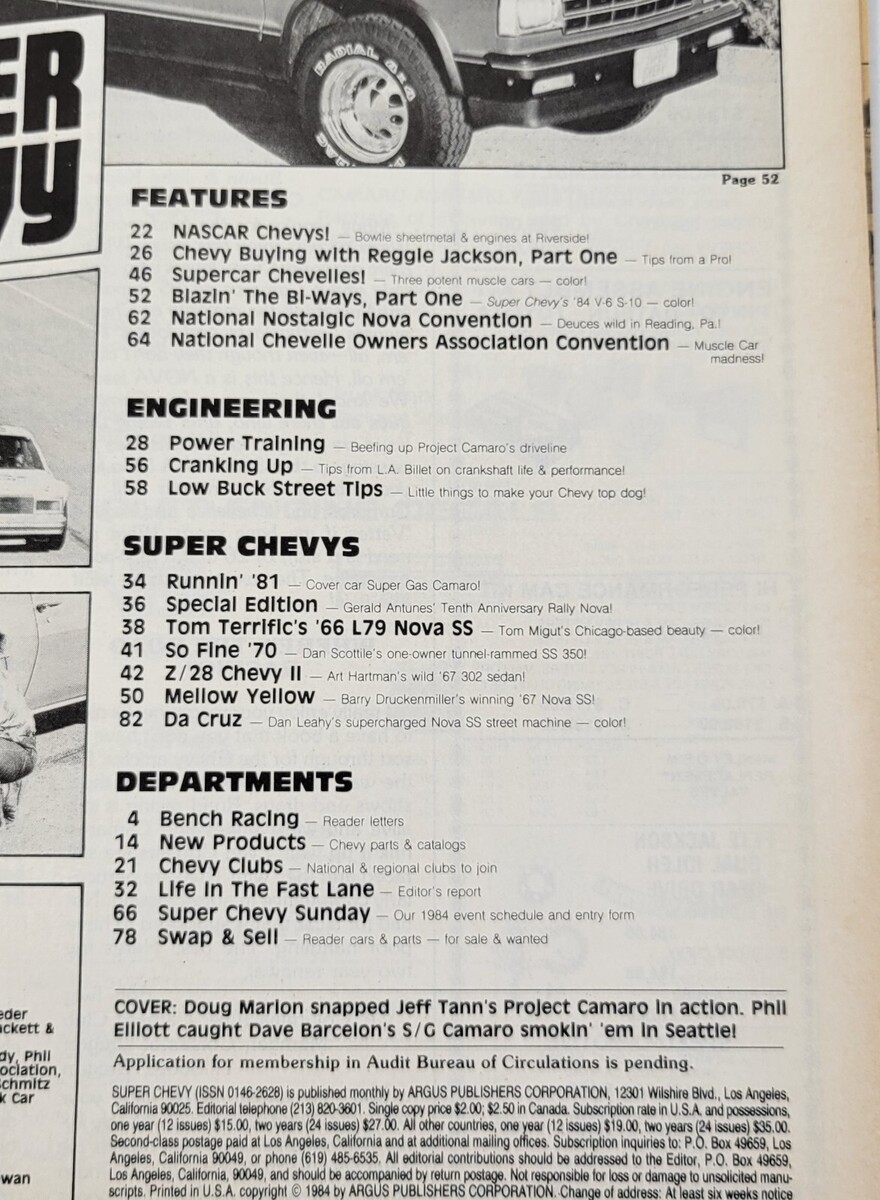 ER
vy
RADIAL 4x4
Page 52
FEATURES
22 NASCAR Chevys! — Bowtie sheetmetal & engines at Riverside!
26 Chevy Buying with Reggie Jackson, Part One — Tips from a Pro!
46 Supercar Chevelles! — Three potent muscle cars — color!
52 Blazin' The Bi-Ways, Part One — Super Chevy's '84 V-6 S-10 — color!
62 National Nostalgic Nova Convention — Deuces wild in Reading, Pa.!
64 National Chevelle Owners Association Convention — Muscle Car
madness!
ENGINEERING
28 Power Training — Beefing up Project Camaro's driveline
56 Cranking Up — Tips from L.A. Billet on crankshaft life & performance!
58 Low Buck Street Tips — Little things to make your Chevy top dog!
SUPER CHEVYS
34 Runnin' '81 — Cover car Super Gas Camaro!
36 Special Edition — Gerald Antunes' Tenth Anniversary Rally Nova!
38 Tom Terrific's '66 L79 Nova SS — Tom Migut's Chicago-based beauty — color!
41 So Fine '70 — Dan Scottile's one-owner tunnel-rammed SS 350!
42 Z/28 Chevy II — Art Hartman's wild '67 302 sedan!
50 Mellow Yellow — Barry Druckenmiller's winning '67 Nova SS!
82 Da Cruz — Dan Leahy's supercharged Nova SS street machine — color!
DEPARTMENTS
4 Bench Racing — Reader letters
14 New Products — Chevy parts & catalogs
21 Chevy Clubs — National & regional clubs to join
32 Life In The Fast Lane — Editor's report
66 Super Chevy Sunday — Our 1984 event schedule and entry form
78 Swap & Sell — Reader cars & parts — for sale & wanted
COVER: Doug Marion snapped Jeff Tann's Project Camaro in action. Phil
Elliott caught Dave Barcelon's S/G Camaro smokin' 'em in Seattle!
Application for membership in Audit Bureau of Circulations is pending.
SUPER CHEVY (ISSN 0146-2628) is published monthly by ARGUS PUBLISHERS CORPORATION, 12301 Wilshire Blvd., Los Angeles,
California 90025. Editorial telephone (213) 820-3601. Single copy price $2.00; $2.50 in Canada. Subscription rate in U.S.A. and possessions,
one year (12 issues) $15.00, two years (24 issues) $27.00. All other countries, one year (12 issues) $19.00, two years (24 issues) $35.00.
Second-class postage paid at Los Angeles, California and at additional mailing offices. Subscription inquiries to: P.O. Box 49659, Los
Angeles, California 90049, or phone (619) 485-6535. All editorial contributions should be addressed to the Editor, P.O. Box 49659,
Los Angeles, California, 90049, and should be accompanied by return postage. Not responsible for loss or damage to unsolicited manu-
scripts. Printed in U.S.A. copyright © 1984 by ARGUS PUBLISHERS CORPORATION. Change of address: At least six weeks notice
eder
ckett &
dy, Phil
ociation,
Schmitz
k Car
wan